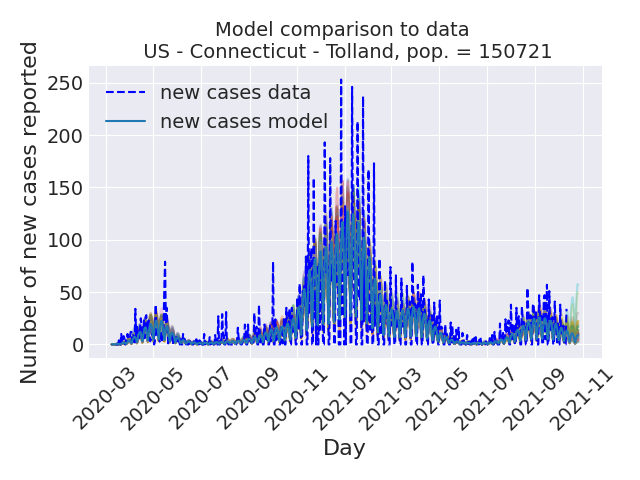 Model comparison to data
US - Connecticut - Tolland, pop. = 150721
Number of new cases reported
250
200
150
100
50
0
new cases data
new cases model
2020-03
2020-05
2020-07
2020-09
2020-11
2021-01
2021-03
2021-05
2021-07
2021-09
2021-11
Day